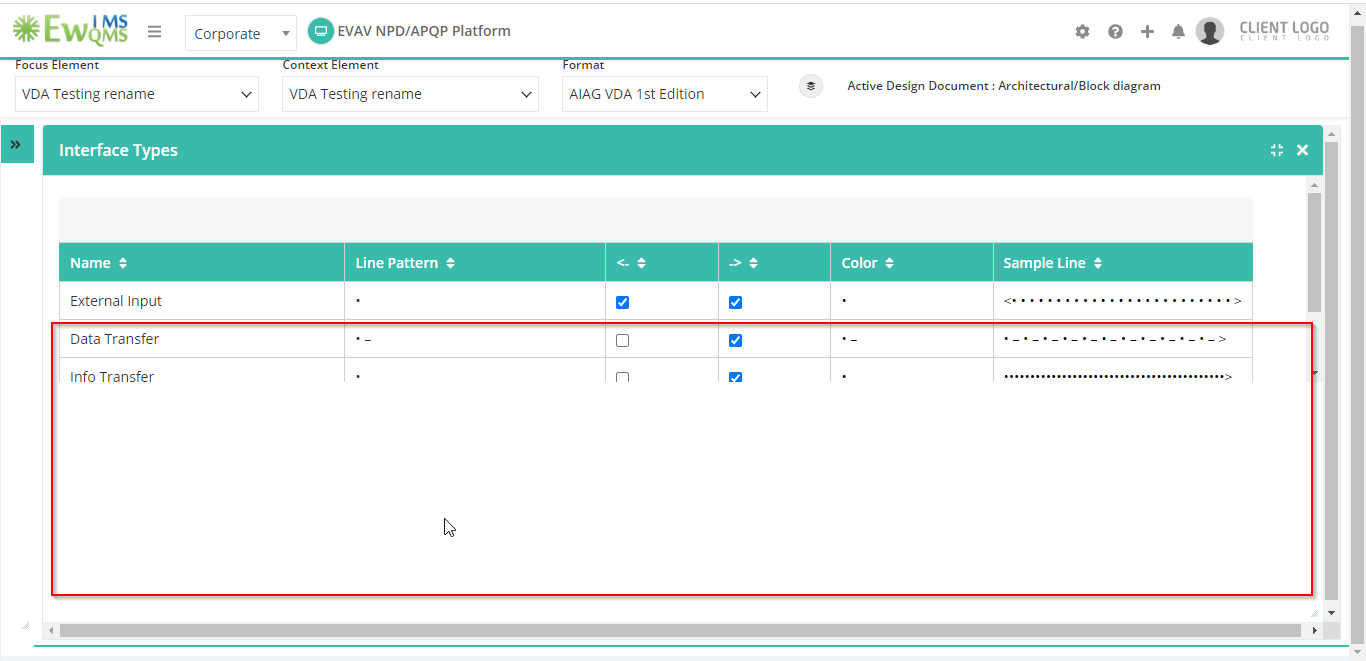 EwIMS QMS
Corporate
EVAV NPD/APQP Platform
CLIENT LOGO
CLIENT LOGO
Focus Element
Context Element
Format
VDA Testing rename
VDA Testing rename
AIAG VDA 1st Edition
Active Design Document : Architectural/Block diagram
Interface Types
Name Line Pattern <- -> Color Sample Line
External Input • • <• • • • • • • • • • • • • • • • • • • • • • • • • >
Data Transfer • – • – • – • – • – • – • – • – • – • – • – • – • – >
Info Transfer • • ••••••••••••••••••••••••••••••••••••••••••>